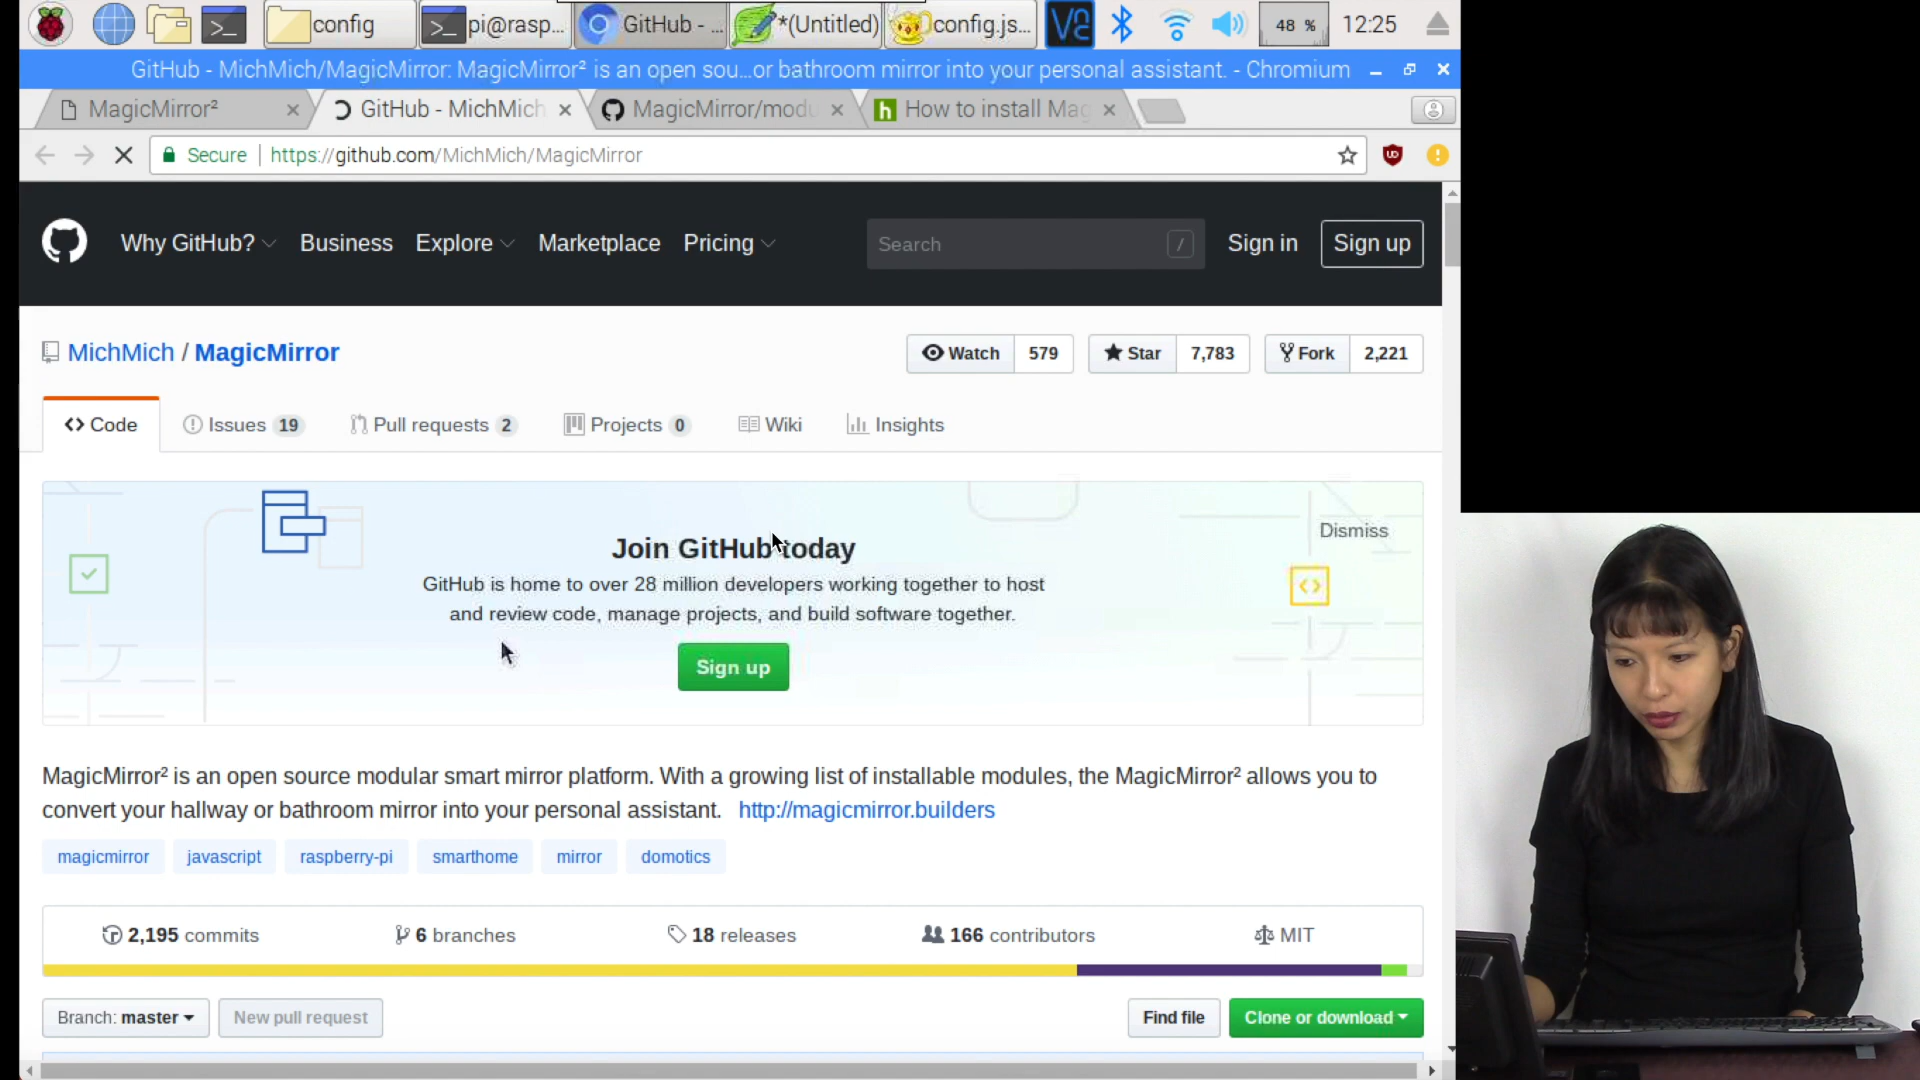 config
pi@rasp...
GitHub - ...
*(Untitled)
config.js...
48 %
12:25
GitHub - MichMich/MagicMirror: MagicMirror² is an open sou...or bathroom mirror into your personal assistant. - Chromium
MagicMirror²
GitHub - MichMich
MagicMirror/modu
How to install Mag
Secure
https://github.com/MichMich/MagicMirror
Why GitHub?
Business
Explore
Marketplace
Pricing
Search
/
Sign in
Sign up
MichMich / MagicMirror
Watch 579
Star 7,783
Fork 2,221
Code
Issues 19
Pull requests 2
Projects 0
Wiki
Insights
Dismiss
Join GitHub today
GitHub is home to over 28 million developers working together to host
and review code, manage projects, and build software together.
Sign up
MagicMirror² is an open source modular smart mirror platform. With a growing list of installable modules, the MagicMirror² allows you to
convert your hallway or bathroom mirror into your personal assistant. http://magicmirror.builders
magicmirror
javascript
raspberry-pi
smarthome
mirror
domotics
2,195 commits
6 branches
18 releases
166 contributors
MIT
Branch: master
New pull request
Find file
Clone or download